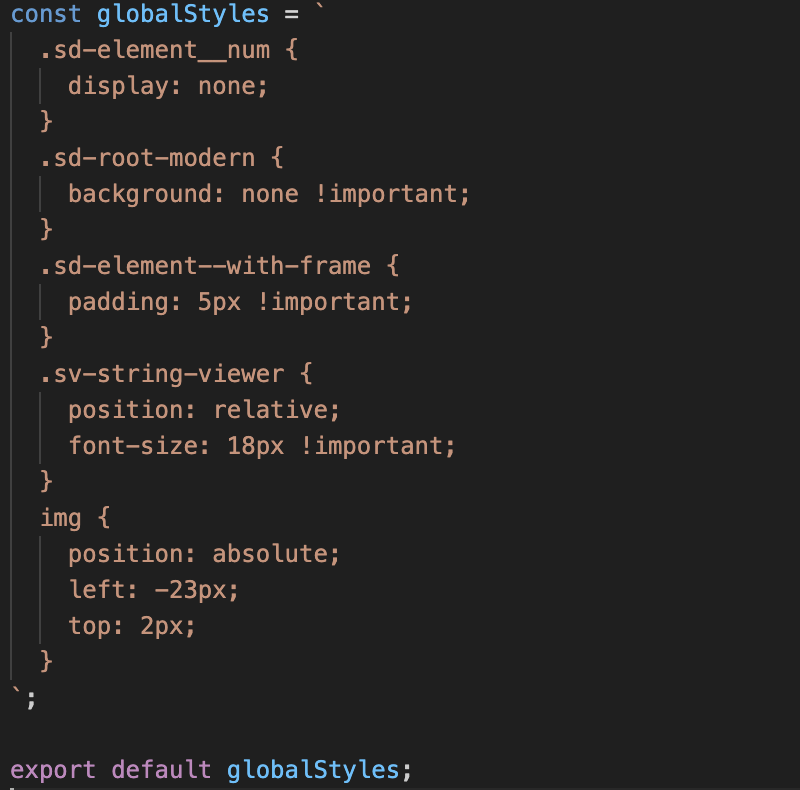 const globalStyles = `
  .sd-element__num {
    display: none;
  }
  .sd-root-modern {
    background: none !important;
  }
  .sd-element--with-frame {
    padding: 5px !important;
  }
  .sv-string-viewer {
    position: relative;
    font-size: 18px !important;
  }
  img {
    position: absolute;
    left: -23px;
    top: 2px;
  }
`;

export default globalStyles;